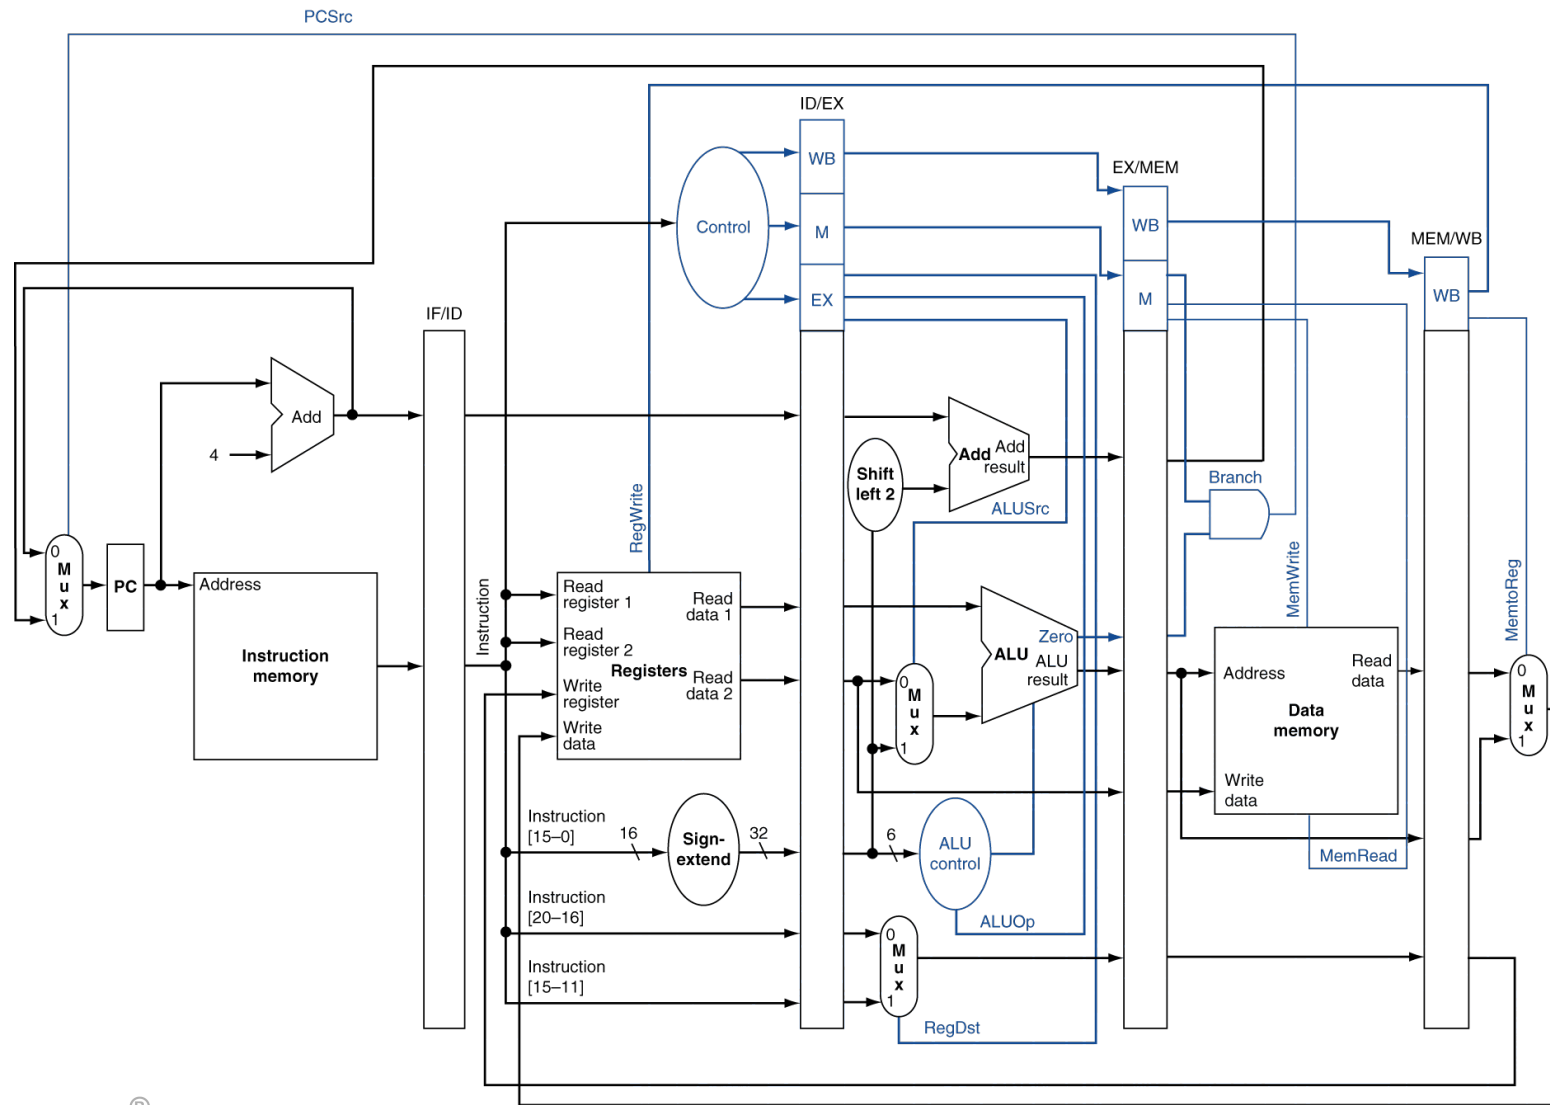 PCSrc
ID/EX
WB
M
EX
Control
EX/MEM
WB
M
MEM/WB
WB
IF/ID
Add
4
Add
Add
result
Shift
left 2
ALUSrc
Branch
RegWrite
MemWrite
MemtoReg
0
M
u
x
1
PC
Address
Instruction
memory
Instruction
Read
register 1
Read
register 2
Write
register
Write
data
Registers
Read
data 1
Read
data 2
0
M
u
x
1
Zero
ALU
ALU
result
Address
Read
data
Data
memory
Write
data
MemRead
0
M
u
x
1
Instruction
[15–0]
16
Sign-
extend
32
6
ALU
control
ALUOp
Instruction
[20–16]
Instruction
[15–11]
0
M
u
x
1
RegDst